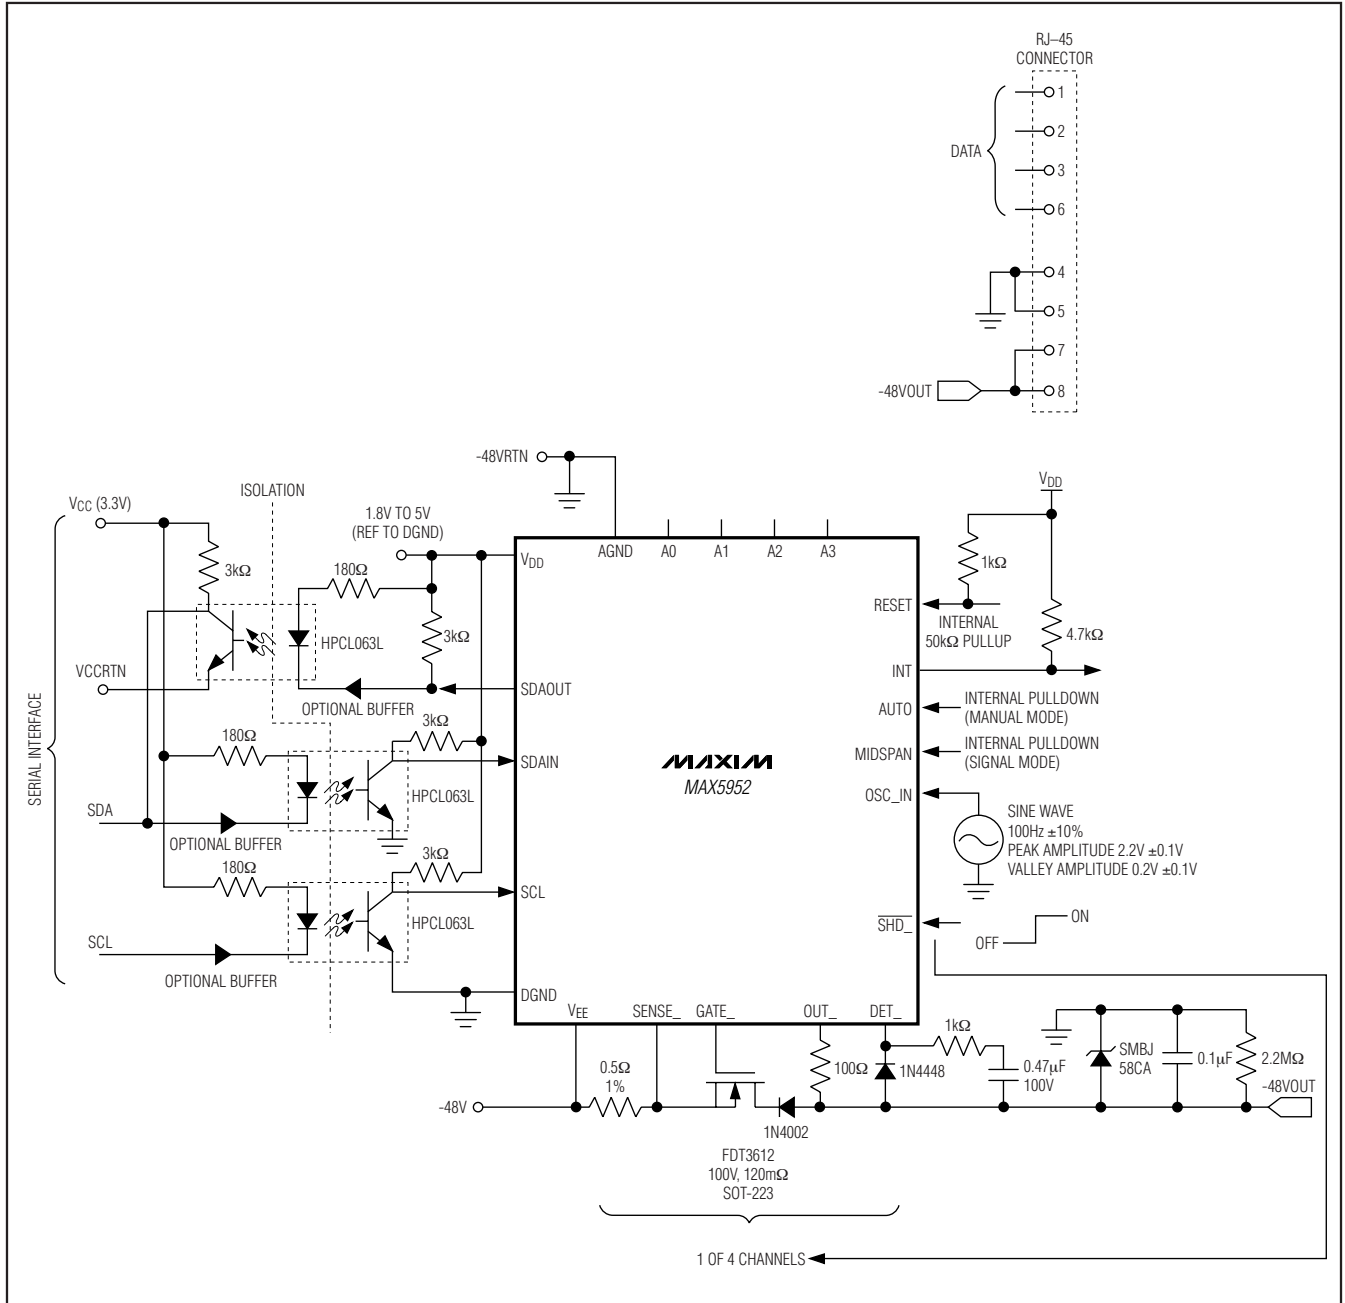 RJ–45
CONNECTOR
1
2
DATA
3
6
4
5
7
-48VOUT
8
-48VRTN
ISOLATION
VCC (3.3V)
1.8V TO 5V
(REF TO DGND)
VDD
AGND
A0
A1
A2
A3
VDD
180Ω
3kΩ
1kΩ
RESET
INTERNAL
50kΩ PULLUP
4.7kΩ
3kΩ
HPCL063L
VCCRTN
SDAOUT
INT
OPTIONAL BUFFER
AUTO
INTERNAL PULLDOWN
(MANUAL MODE)
3kΩ
180Ω
SERIAL INTERFACE
SDAIN
MAXIM
MAX5952
MIDSPAN
INTERNAL PULLDOWN
(SIGNAL MODE)
HPCL063L
OSC_IN
SDA
SINE WAVE
100Hz ±10%
PEAK AMPLITUDE 2.2V ±0.1V
VALLEY AMPLITUDE 0.2V ±0.1V
OPTIONAL BUFFER
180Ω
3kΩ
SCL
HPCL063L
SHD_
ON
OFF
SCL
OPTIONAL BUFFER
DGND
VEE
SENSE_
GATE_
OUT_
DET_
1kΩ
0.5Ω
1%
100Ω
1N4448
0.47μF
100V
SMBJ
58CA
0.1μF
2.2MΩ
-48VOUT
-48V
1N4002
FDT3612
100V, 120mΩ
SOT-223
1 OF 4 CHANNELS